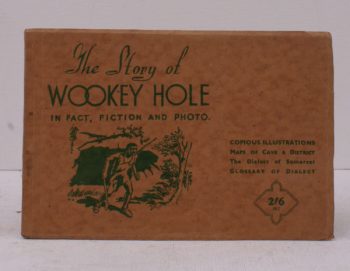 The Story of
WOOKEY HOLE
IN FACT, FICTION AND PHOTO.
COPIOUS ILLUSTRATIONS
MAPS OF CAVE & DISTRICT
The Dialect of Somerset
GLOSSARY OF DIALECT
2/6
NET